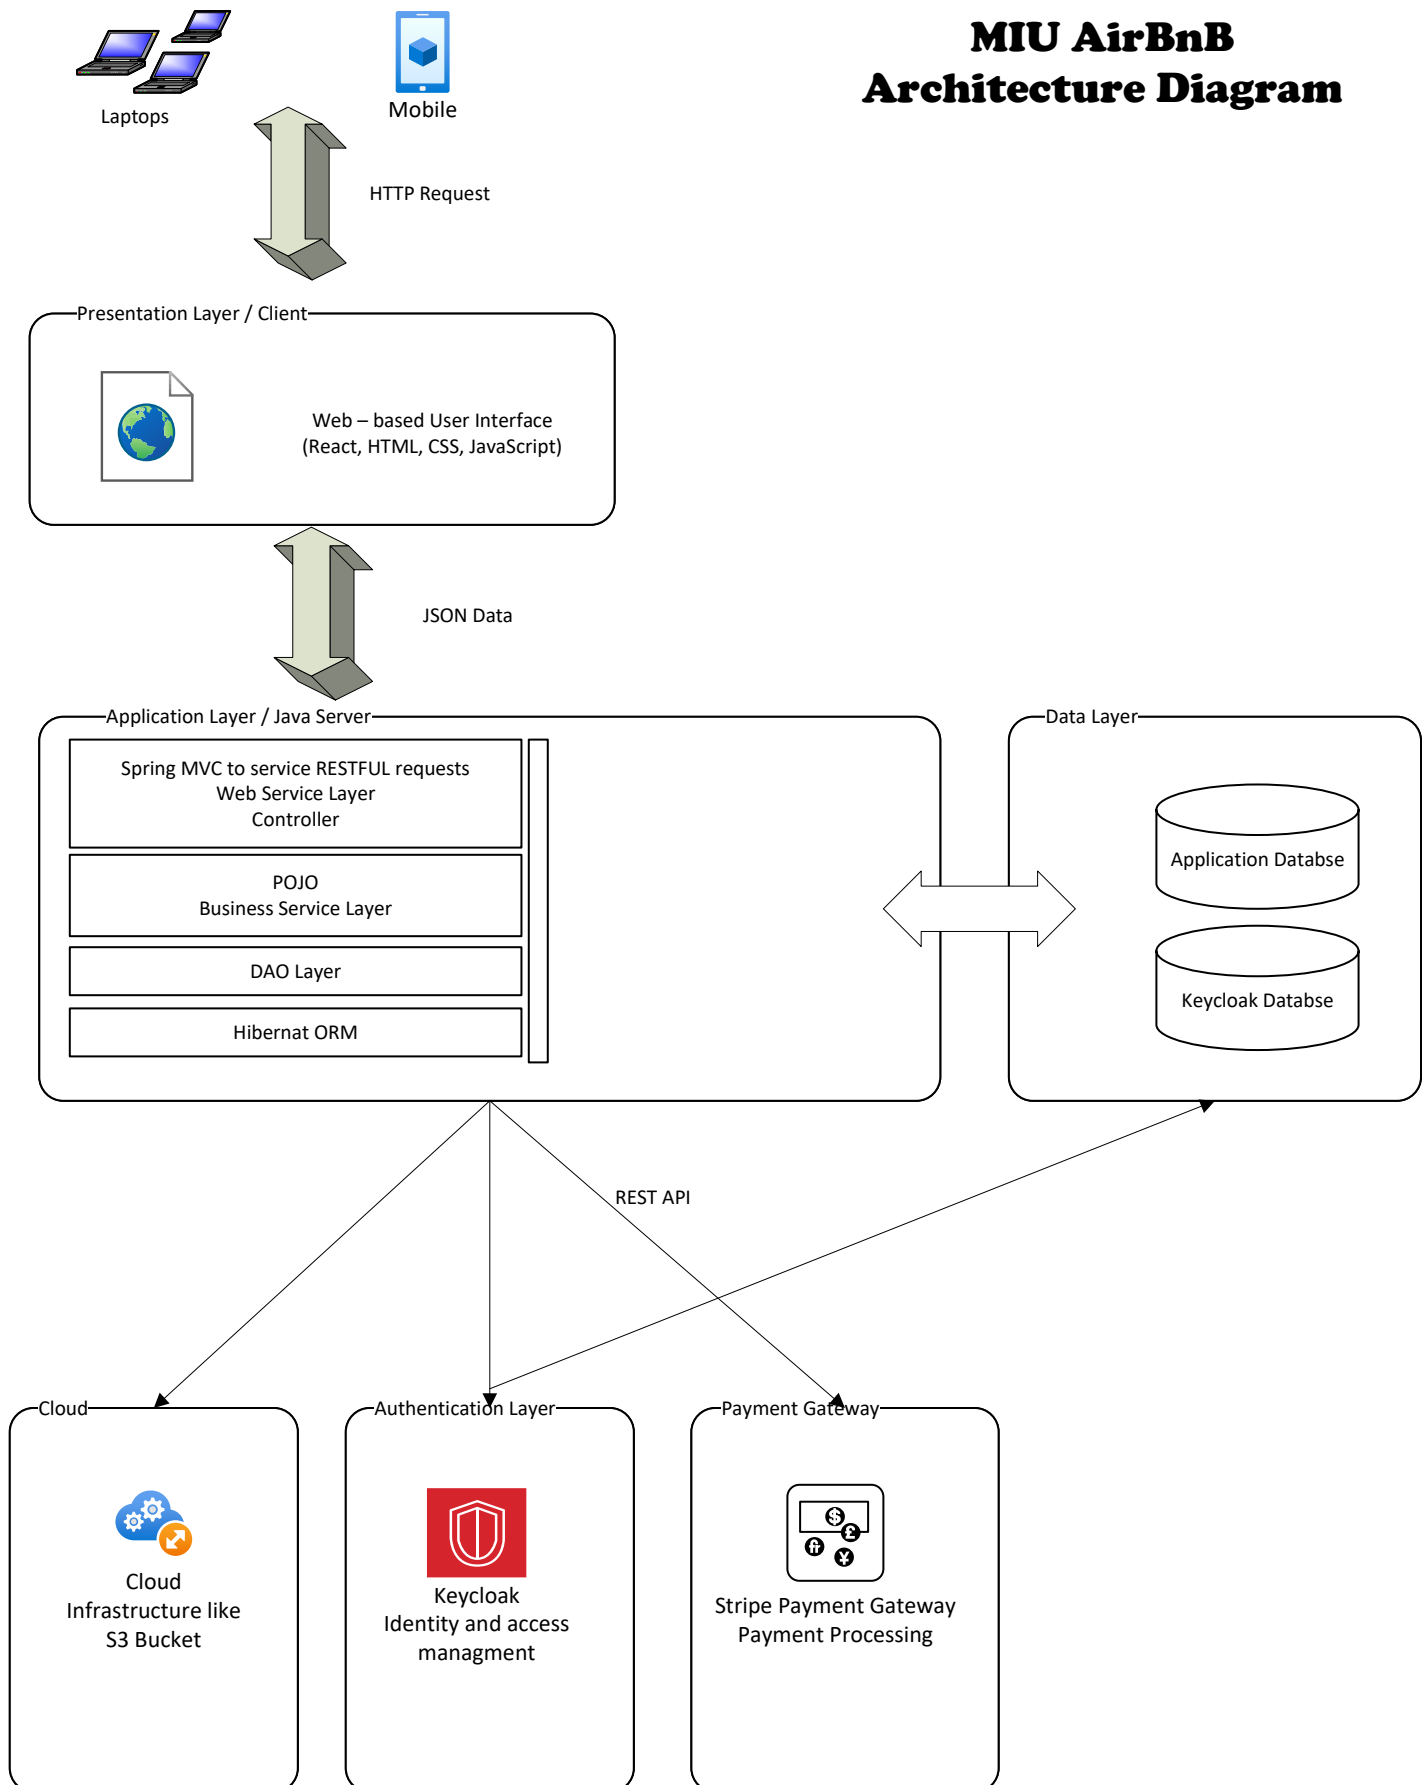 MIU AirBnB
Architecture Diagram
Laptops
Mobile
HTTP Request
Presentation Layer / Client
Web – based User Interface
(React, HTML, CSS, JavaScript)
JSON Data
Application Layer / Java Server
Spring MVC to service RESTFUL requests
Web Service Layer
Controller
POJO
Business Service Layer
DAO Layer
Hibernat ORM
Data Layer
Application Databse
Keycloak Databse
REST API
Cloud
Cloud
Infrastructure like
S3 Bucket
Authentication Layer
Keycloak
Identity and access
managment
Payment Gateway
Stripe Payment Gateway
Payment Processing